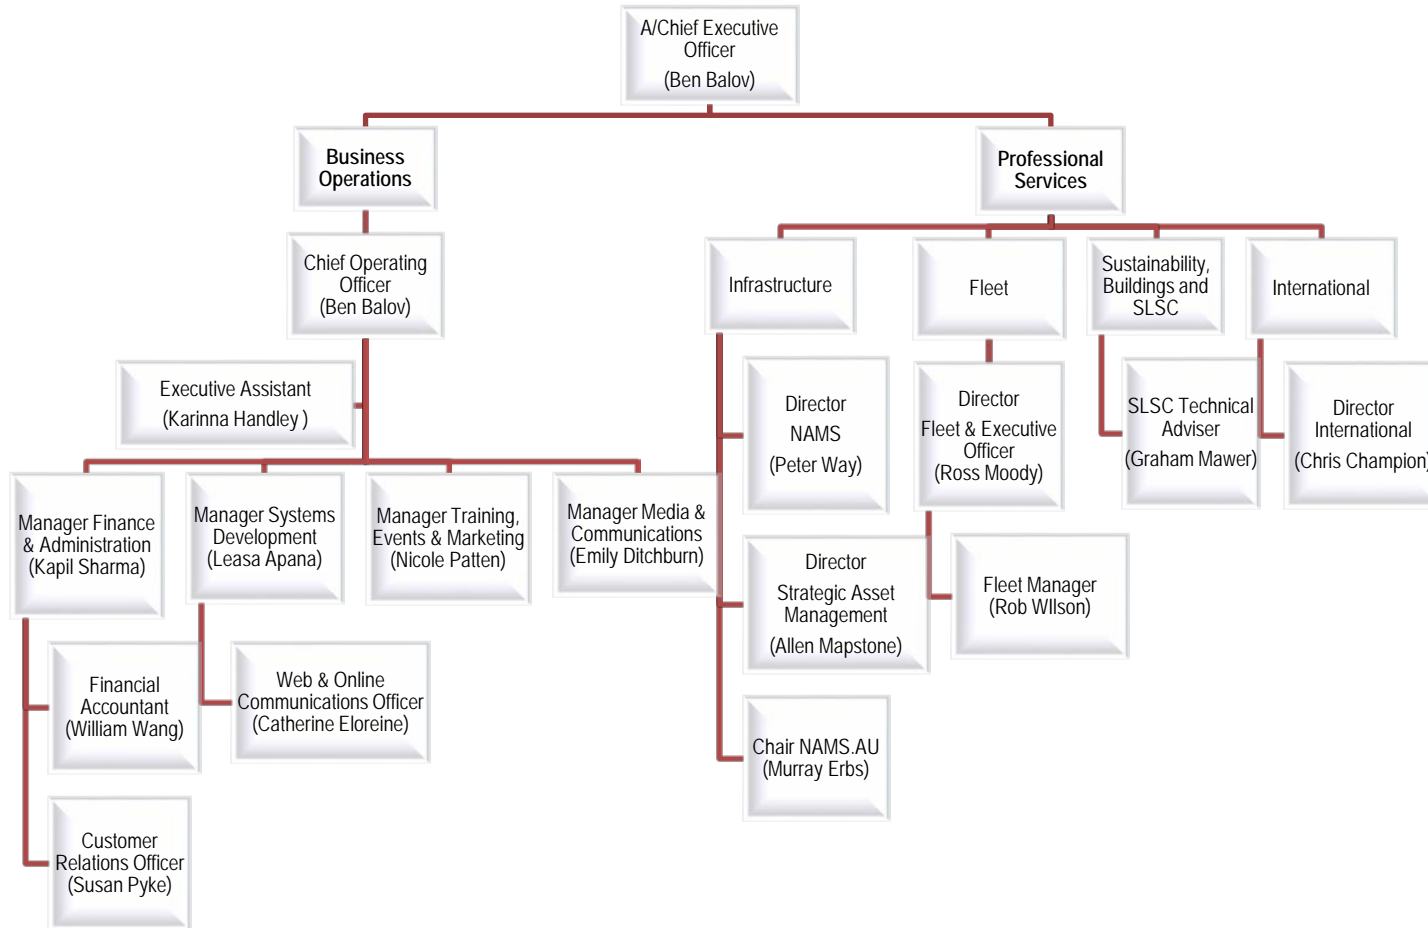 A/Chief Executive
Officer
(Ben Balov)
Business
Operations
Professional
Services
Chief Operating
Officer
(Ben Balov)
Infrastructure
Fleet
Sustainability,
Buildings and
SLSC
International
Executive Assistant
(Karinna Handley )
Director
NAMS
(Peter Way)
Director
Fleet & Executive
Officer
(Ross Moody)
SLSC Technical
Adviser
(Graham Mawer)
Director
International
(Chris Champion)
Manager Finance
& Administration
(Kapil Sharma)
Manager Systems
Development
(Leasa Apana)
Manager Training,
Events & Marketing
(Nicole Patten)
Manager Media &
Communications
(Emily Ditchburn)
Director
Strategic Asset
Management
(Allen Mapstone)
Fleet Manager
(Rob WIlson)
Financial
Accountant
(William Wang)
Web & Online
Communications Officer
(Catherine Eloreine)
Chair NAMS.AU
(Murray Erbs)
Customer
Relations Officer
(Susan Pyke)